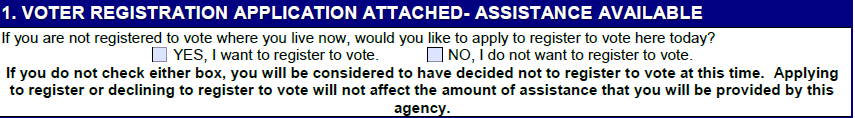 1. VOTER REGISTRATION APPLICATION ATTACHED- ASSISTANCE AVAILABLE
If you are not registered to vote where you live now, would you like to apply to register to vote here today?
YES, I want to register to vote. NO, I do not want to register to vote.
If you do not check either box, you will be considered to have decided not to register to vote at this time. Applying
to register or declining to register to vote will not affect the amount of assistance that you will be provided by this
agency.